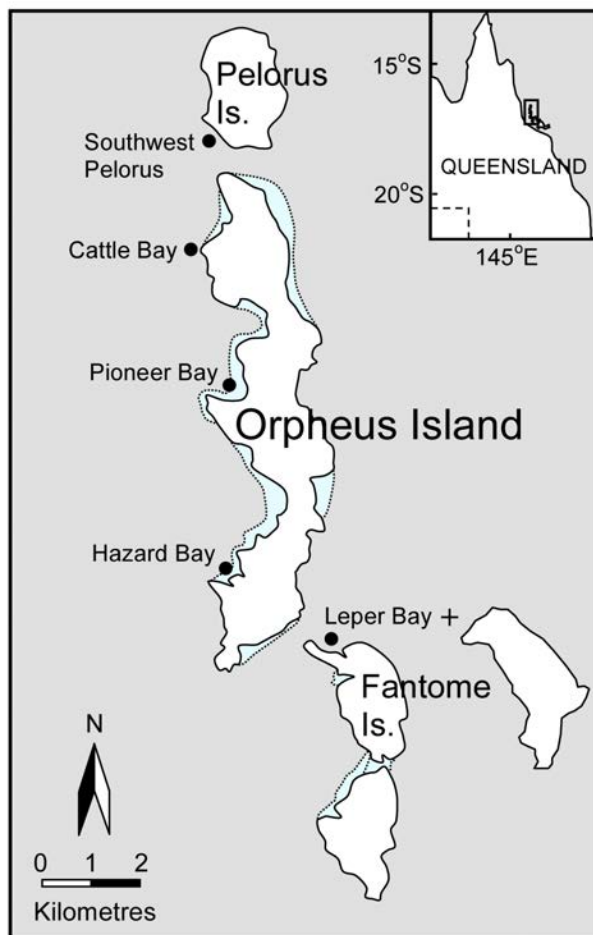 Pelorus
Is.
Southwest
Pelorus
15°S
QUEENSLAND
20°S
145°E
Cattle Bay
Pioneer Bay
Orpheus Island
Hazard Bay
Leper Bay +
Fantome
Is.
N
0 1 2
Kilometres